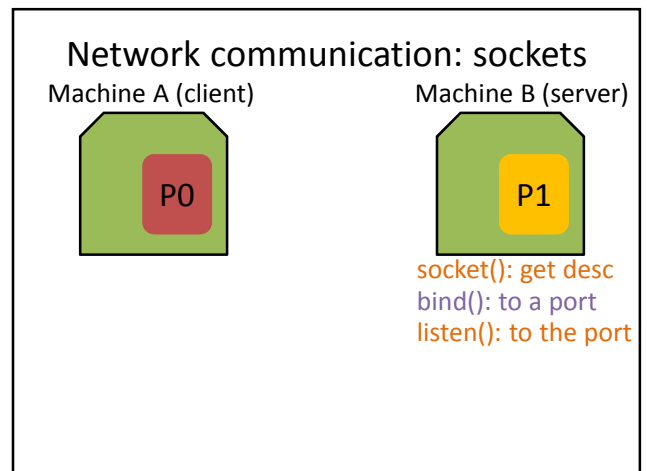 Network communication: sockets
Machine A (client)
Machine B (server)
P0
P1
socket(): get desc
bind(): to a port
listen(): to the port